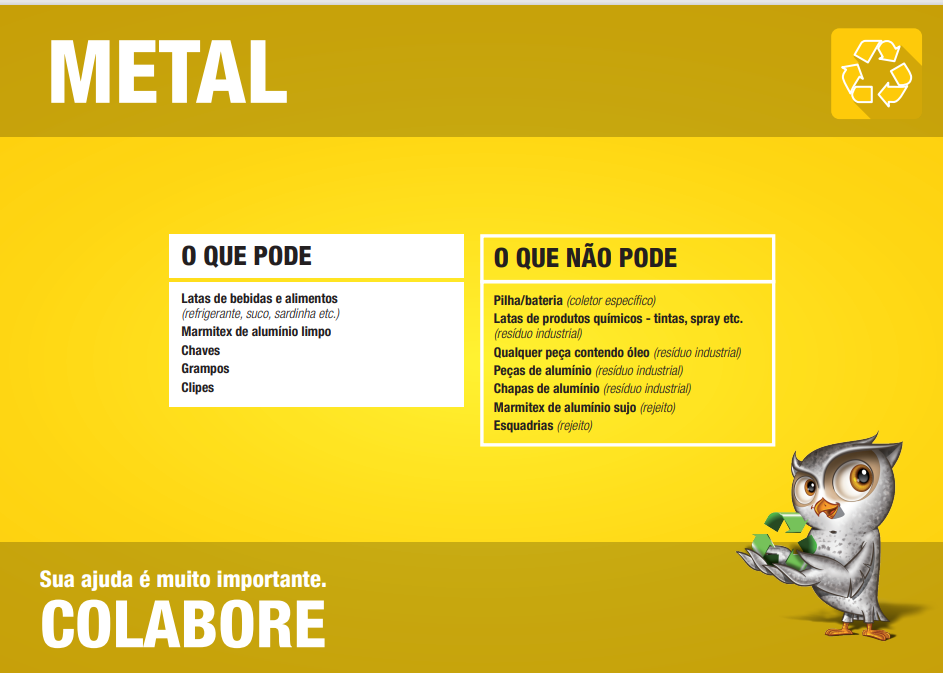 METAL
O QUE PODE
Latas de bebidas e alimentos
(refrigerante, suco, sardinha etc.)
Marmitex de alumínio limpo
Chaves
Grampos
Clipes
O QUE NÃO PODE
Pilha/bateria (coletor específico)
Latas de produtos químicos - tintas, spray etc.
(resíduo industrial)
Qualquer peça contendo óleo (resíduo industrial)
Peças de alumínio (resíduo industrial)
Chapas de alumínio (resíduo industrial)
Marmitex de alumínio sujo (rejeito)
Esquadrias (rejeito)
Sua ajuda é muito importante.
COLABORE